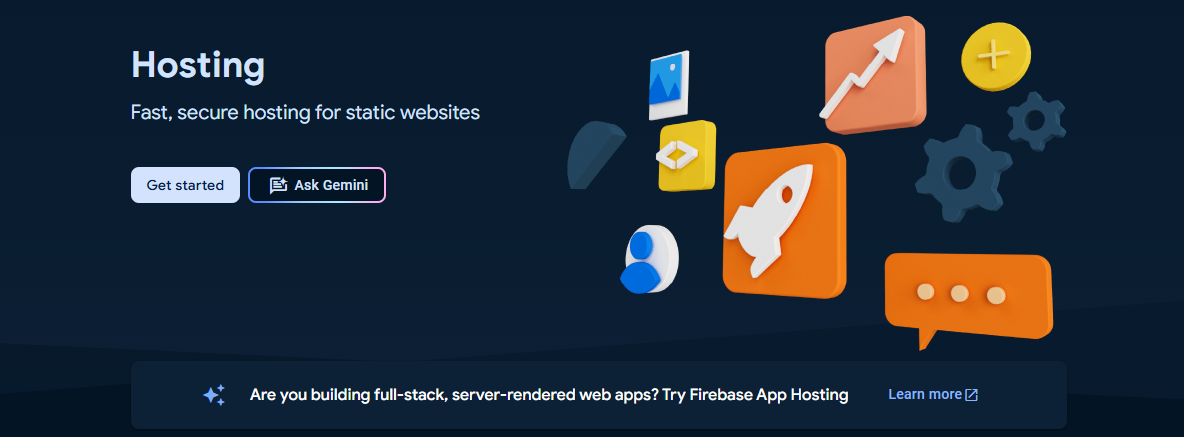 Hosting
Fast, secure hosting for static websites
Get started
Ask Gemini
Are you building full-stack, server-rendered web apps? Try Firebase App Hosting
Learn more